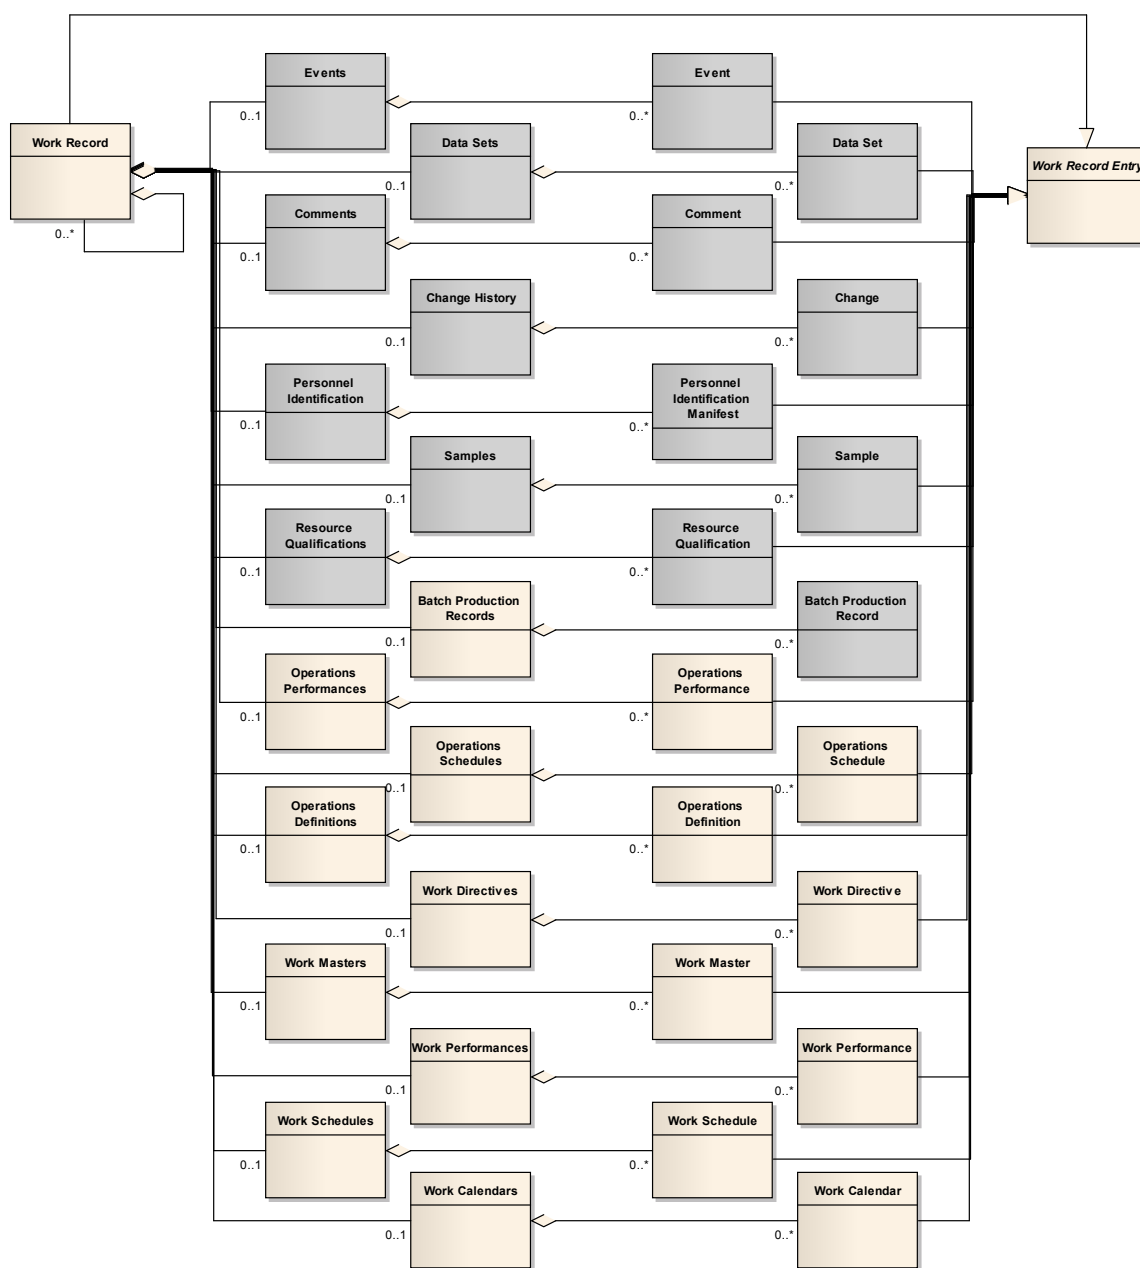 Events
Event
0..1
0..*
Work Record
Data Sets
Data Set
Work Record Entry
0..1
0..*
Comments
Comment
0..*
0..1
0..*
Change History
Change
0..1
0..*
Personnel
Identification
Personnel
Identification
Manifest
0..1
0..*
Samples
Sample
0..1
0..*
Resource
Qualifications
Resource
Qualification
0..1
0..*
Batch Production
Records
Batch Production
Record
0..1
0..*
Operations
Performances
Operations
Performance
0..1
0..*
Operations
Schedules
Operations
Schedule
0..1
0..*
Operations
Definitions
Operations
Definition
0..1
0..*
Work Directives
Work Directive
0..1
0..*
Work Masters
Work Master
0..1
0..*
Work Performances
Work Performance
0..1
0..*
Work Schedules
Work Schedule
0..1
0..*
Work Calendars
Work Calendar
0..1
0..*